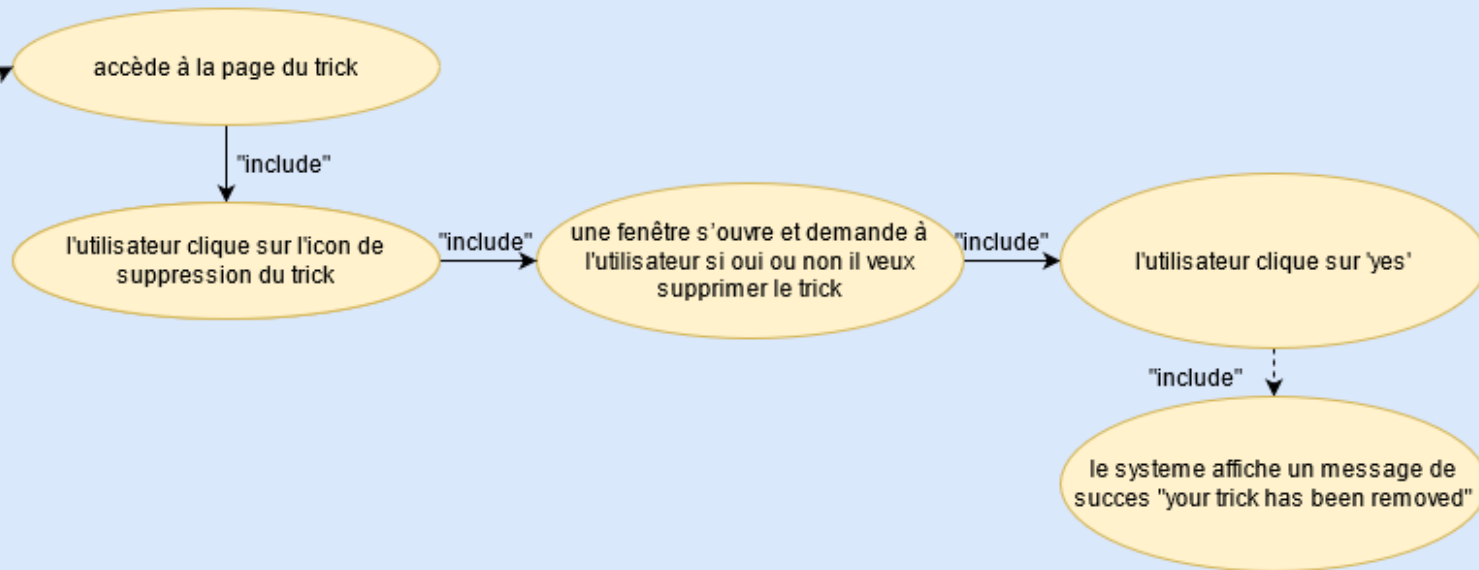 accède à la page du trick
"include"
l'utilisateur clique sur l'icon de
suppression du trick
"include"
une fenêtre s'ouvre et demande à
l'utilisateur si oui ou non il veux
supprimer le trick
"include"
l'utilisateur clique sur 'yes'
"include"
le systeme affiche un message de
succes "your trick has been removed"